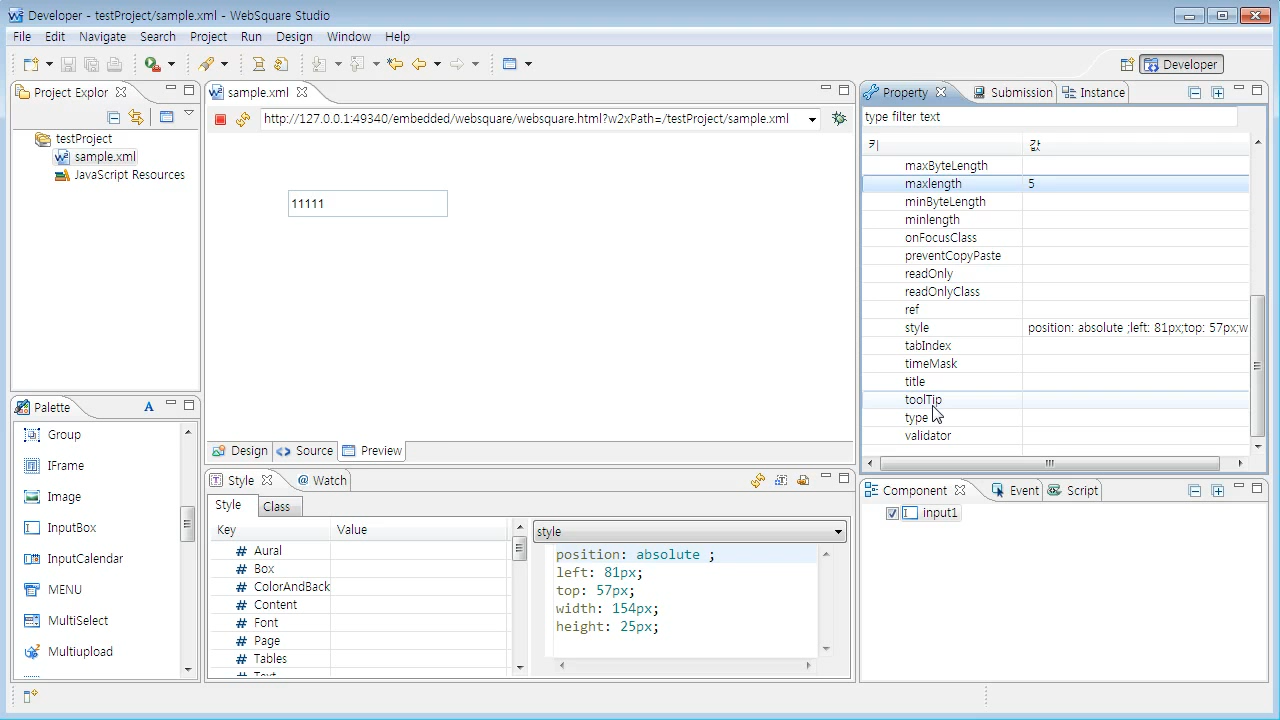 Developer - testProject/sample.xml - WebSquare Studio
File Edit Navigate Search Project Run Design Window Help
Developer
Project Explor
testProject
sample.xml
JavaScript Resources
Palette
A
Group
IFrame
Image
InputBox
InputCalendar
MENU
MultiSelect
Multiupload
sample.xml
http://127.0.0.1:49340/embedded/websquare/websquare.html?w2xPath=/testProject/sample.xml
11111
Design Source Preview
Style Watch
Style Class
Key Value
# Aural
# Box
# ColorAndBack
# Content
# Font
# Page
# Tables
# Text
style
position: absolute ;
left: 81px;
top: 57px;
width: 154px;
height: 25px;
Property Submission Instance
type filter text
키 값
maxByteLength
maxlength 5
minByteLength
minlength
onFocusClass
preventCopyPaste
readOnly
readOnlyClass
ref
style position: absolute ;left: 81px;top: 57px;w
tabIndex
timeMask
title
toolTip
type
validator
Component Event Script
input1